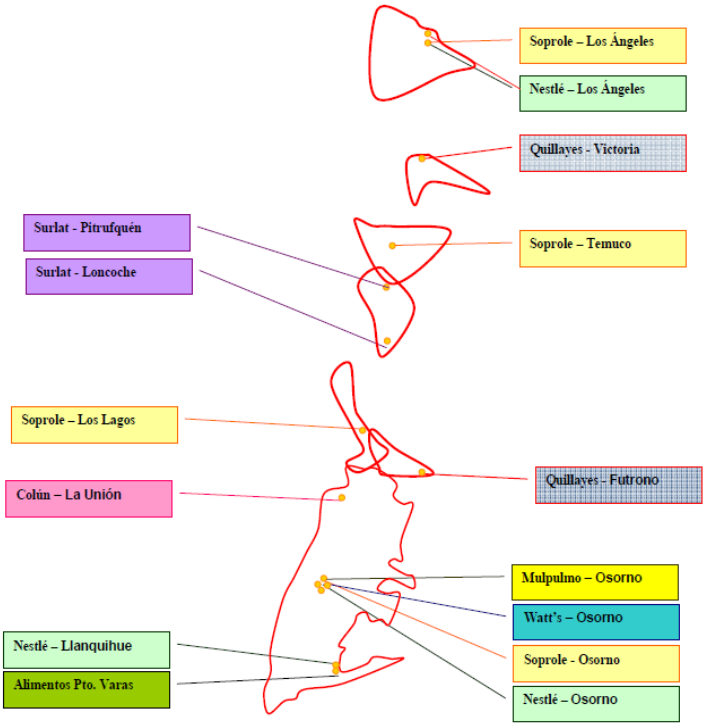 Soprole – Los Ángeles
Nestlé – Los Ángeles
Quillayes - Victoria
Surlat - Pitrufquén
Soprole – Temuco
Surlat - Loncoche
Soprole – Los Lagos
Quillayes - Futrono
Colún – La Unión
Mulpulmo – Osorno
Watt's – Osorno
Nestlé – Llanquihue
Soprole - Osorno
Alimentos Pto. Varas
Nestlé – Osorno